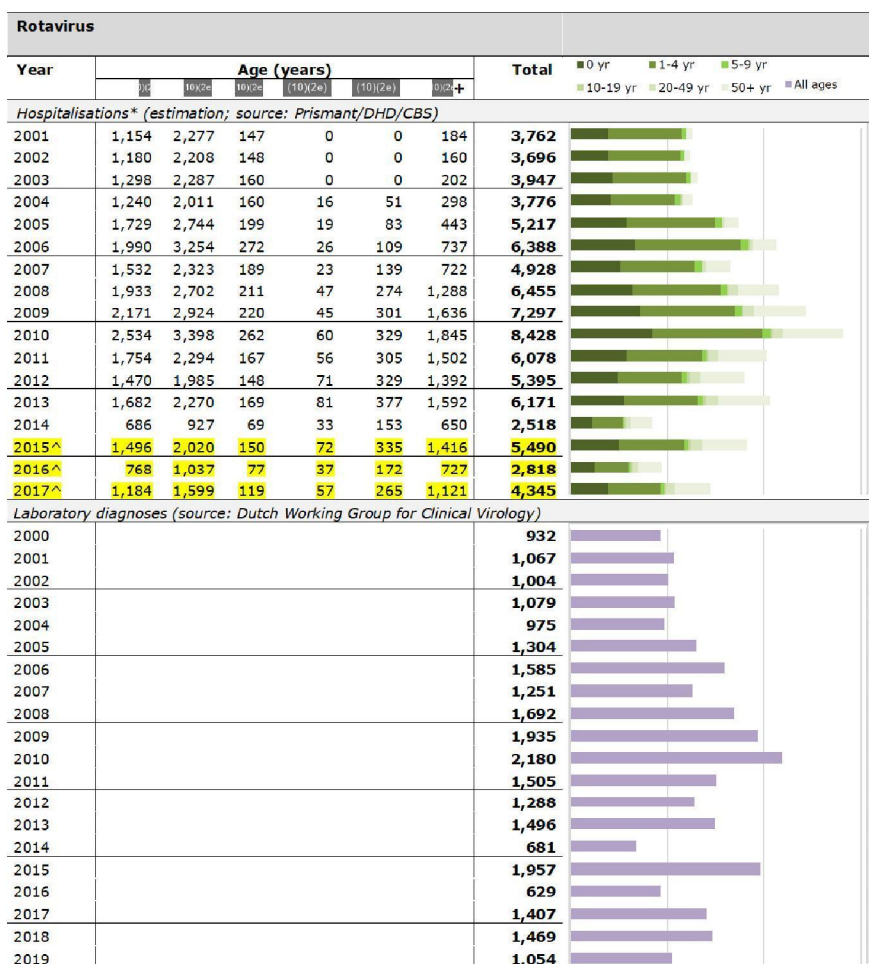 Rotavirus
Year Age (years) Total 0 yr 1-4 yr 5-9 yr
(10)(2e) (10)(2e) + 10-19 yr 20-49 yr 50+ yr All ages
Hospitalisations* (estimation; source: Prismant/DHD/CBS)
2001 1,154 2,277 147 0 0 184 3,762
2002 1,180 2,208 148 0 0 160 3,696
2003 1,298 2,287 160 0 0 202 3,947
2004 1,240 2,011 160 16 51 298 3,776
2005 1,729 2,744 199 19 83 443 5,217
2006 1,990 3,254 272 26 109 737 6,388
2007 1,532 2,323 189 23 139 722 4,928
2008 1,933 2,702 211 47 274 1,288 6,455
2009 2,171 2,924 220 45 301 1,636 7,297
2010 2,534 3,398 262 60 329 1,845 8,428
2011 1,754 2,294 167 56 305 1,502 6,078
2012 1,470 1,985 148 71 329 1,392 5,395
2013 1,682 2,270 169 81 377 1,592 6,171
2014 686 927 69 33 153 650 2,518
2015^ 1,496 2,020 150 72 335 1,416 5,490
2016^ 768 1,037 77 37 172 727 2,818
2017^ 1,184 1,599 119 57 265 1,121 4,345
Laboratory diagnoses (source: Dutch Working Group for Clinical Virology)
2000 932
2001 1,067
2002 1,004
2003 1,079
2004 975
2005 1,304
2006 1,585
2007 1,251
2008 1,692
2009 1,935
2010 2,180
2011 1,505
2012 1,288
2013 1,496
2014 681
2015 1,957
2016 629
2017 1,407
2018 1,469
2019 1,054